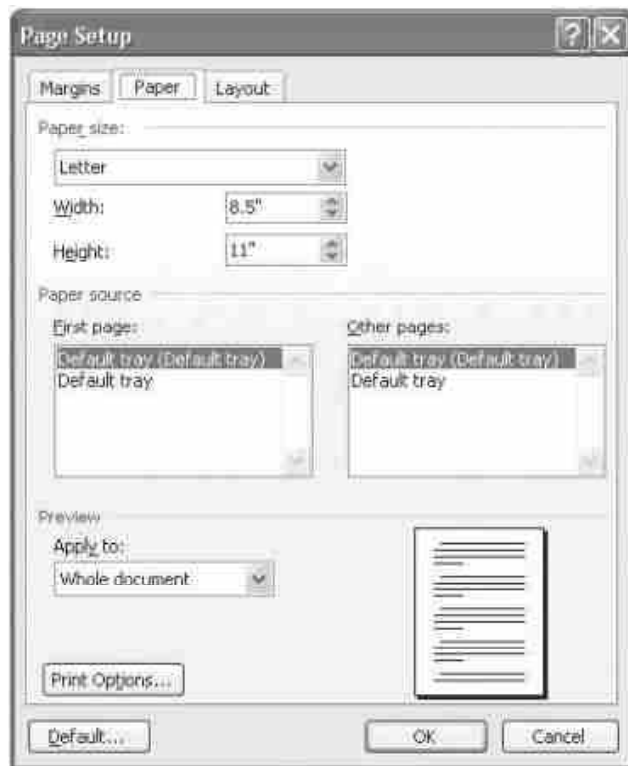 Page Setup
Margins Paper Layout
Paper size:
Letter
Width: 8.5"
Height: 11"
Paper source
First page: Other pages:
Default tray (Default tray) Default tray (Default tray)
Default tray Default tray
Preview
Apply to:
Whole document
Print Options...
Default... OK Cancel